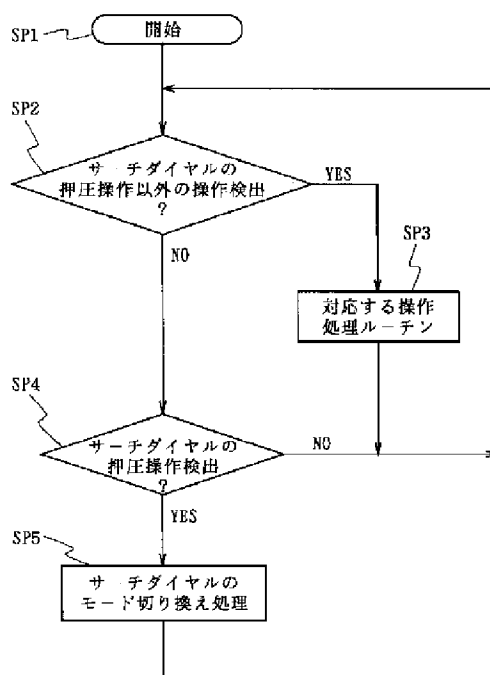 SP1
開始
SP2
サーチダイヤルの
押圧操作以外の操作検出
?
YES
NO
SP3
対応する操作
処理ルーチン
SP4
サーチダイヤルの
押圧操作検出
?
NO
YES
SP5
サーチダイヤルの
モード切り換え処理